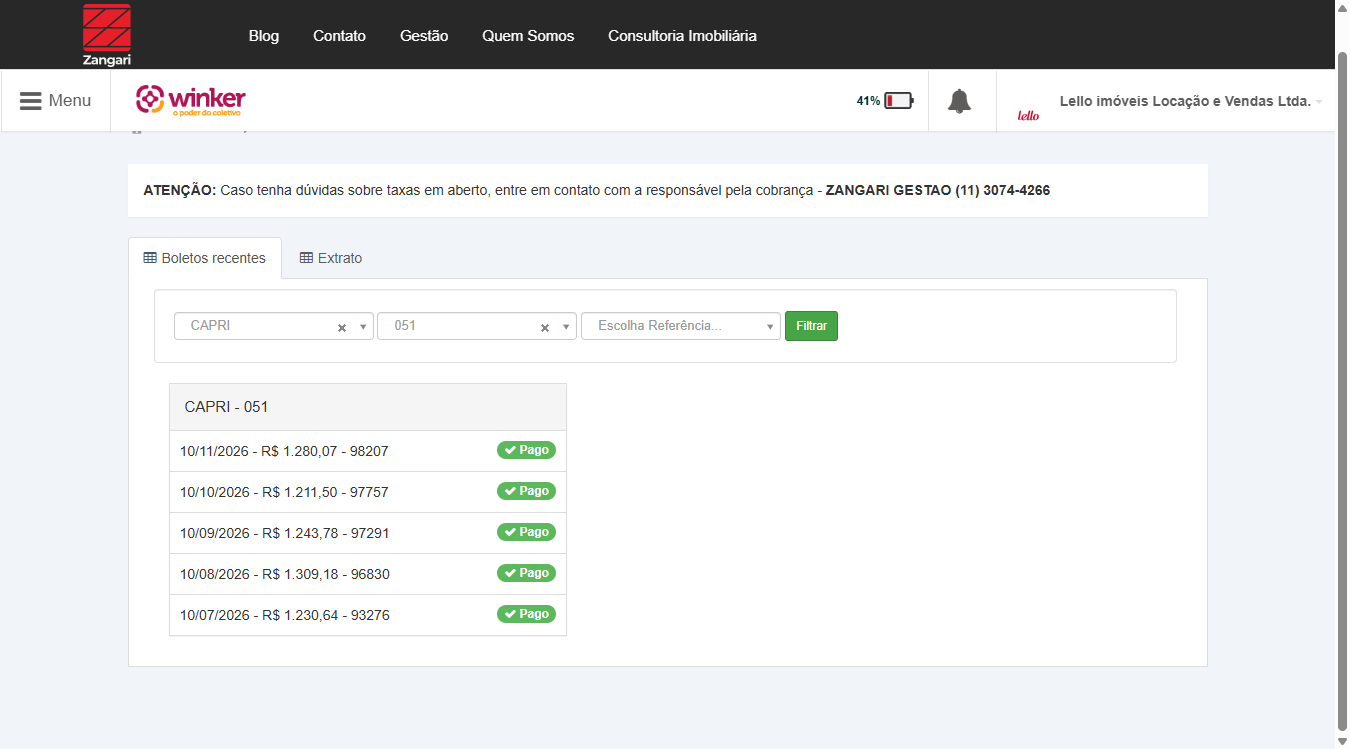 Zangari
Blog Contato Gestão Quem Somos Consultoria Imobiliária
Menu
winker
o poder do coletivo
41%
lello
Lello imóveis Locação e Vendas Ltda.
ATENÇÃO: Caso tenha dúvidas sobre taxas em aberto, entre em contato com a responsável pela cobrança - ZANGARI GESTAO (11) 3074-4266
Boletos recentes Extrato
CAPRI × 051 × Escolha Referência... Filtrar
CAPRI - 051
10/11/2026 - R$ 1.280,07 - 98207 Pago
10/10/2026 - R$ 1.211,50 - 97757 Pago
10/09/2026 - R$ 1.243,78 - 97291 Pago
10/08/2026 - R$ 1.309,18 - 96830 Pago
10/07/2026 - R$ 1.230,64 - 93276 Pago